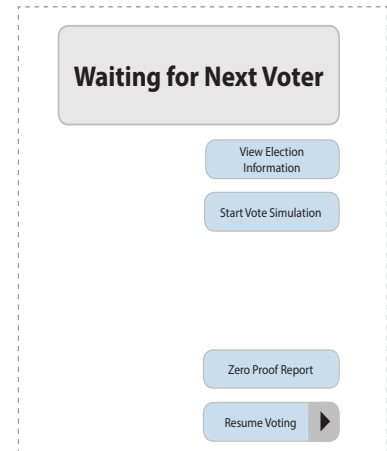 Waiting for Next Voter
View Election
Information
Start Vote Simulation
Zero Proof Report
Resume Voting